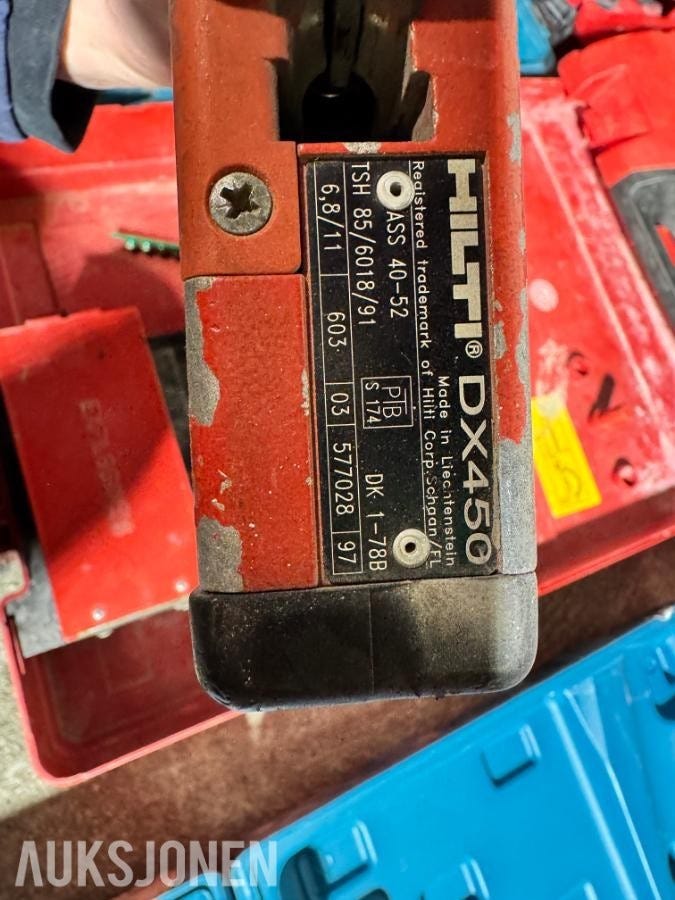 HILTI® DX450
Made in Liechtenstein
Registered trademark of Hilti Corp. Schaan/FL
ASS 40-52 PTB DK 1-78B
TSH 85/6018/91 S 174
6,8/11 603 03 577028 97
AUKSJONEN